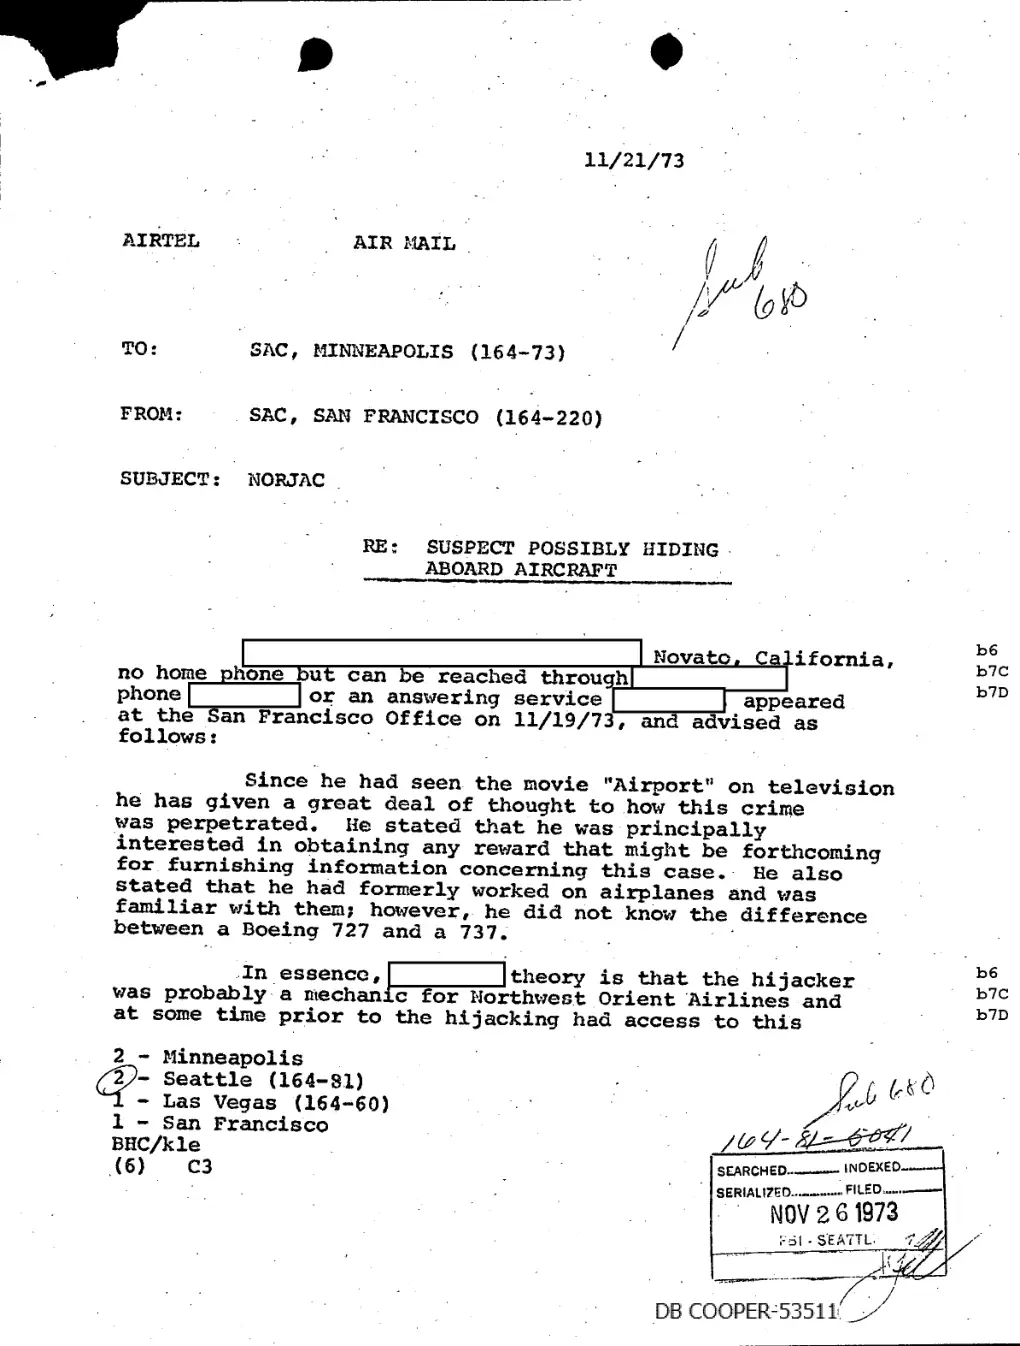 11/21/73
AIRTEL AIR MAIL
Sub
680
TO: SAC, MINNEAPOLIS (164-73)
FROM: SAC, SAN FRANCISCO (164-220)
SUBJECT: NORJAC
RE: SUSPECT POSSIBLY HIDING
ABOARD AIRCRAFT
Novato, California, b6
no home phone but can be reached through b7C
phone or an answering service appeared b7D
at the San Francisco Office on 11/19/73, and advised as
follows:
Since he had seen the movie "Airport" on television
he has given a great deal of thought to how this crime
was perpetrated. He stated that he was principally
interested in obtaining any reward that might be forthcoming
for furnishing information concerning this case. He also
stated that he had formerly worked on airplanes and was
familiar with them; however, he did not know the difference
between a Boeing 727 and a 737.
In essence, theory is that the hijacker b6
was probably a mechanic for Northwest Orient Airlines and b7C
at some time prior to the hijacking had access to this b7D
2 - Minneapolis
2 - Seattle (164-81)
1 - Las Vegas (164-60)
1 - San Francisco
BHC/kle
(6) C3
Sub 680
164-81-6041
SEARCHED INDEXED
SERIALIZED FILED
NOV 26 1973
FBI - SEATTL
DB COOPER-53511